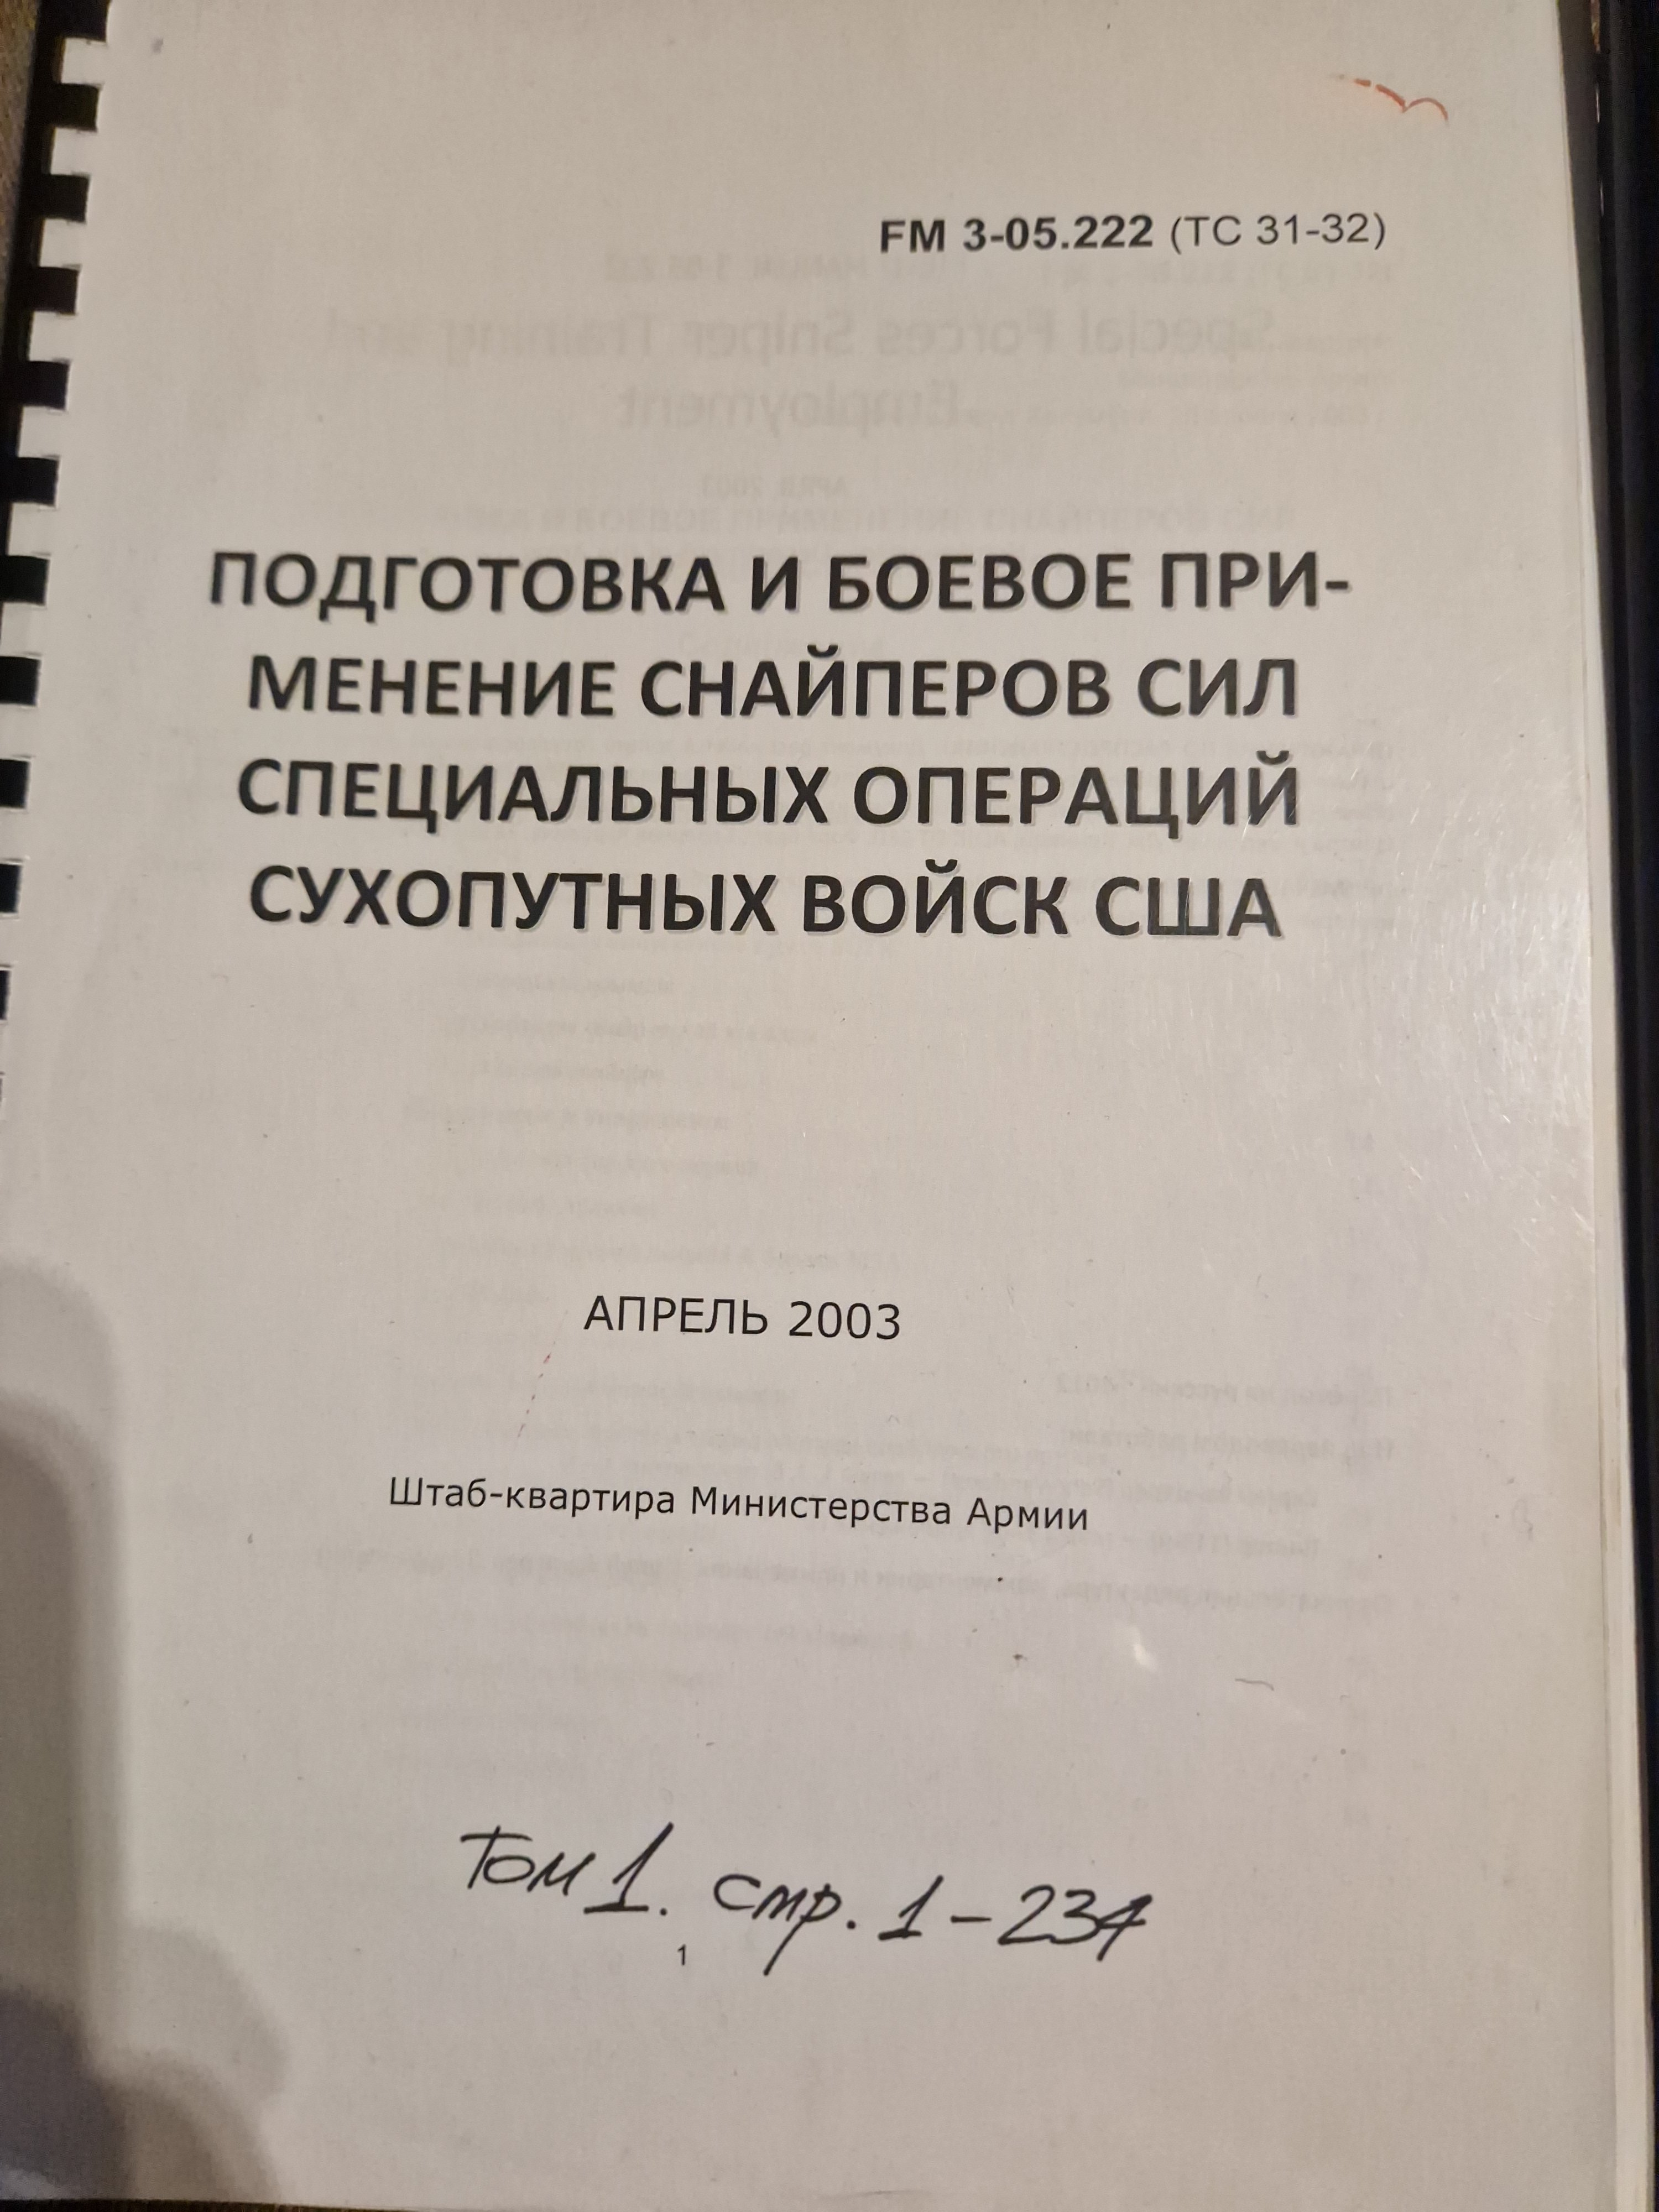 FM 3-05.222 (TC 31-32)
ПОДГОТОВКА И БОЕВОЕ ПРИ-
МЕНЕНИЕ СНАЙПЕРОВ СИЛ
СПЕЦИАЛЬНЫХ ОПЕРАЦИЙ
СУХОПУТНЫХ ВОЙСК США
АПРЕЛЬ 2003
Штаб-квартира Министерства Армии
Том 1. стр. 1-234
1